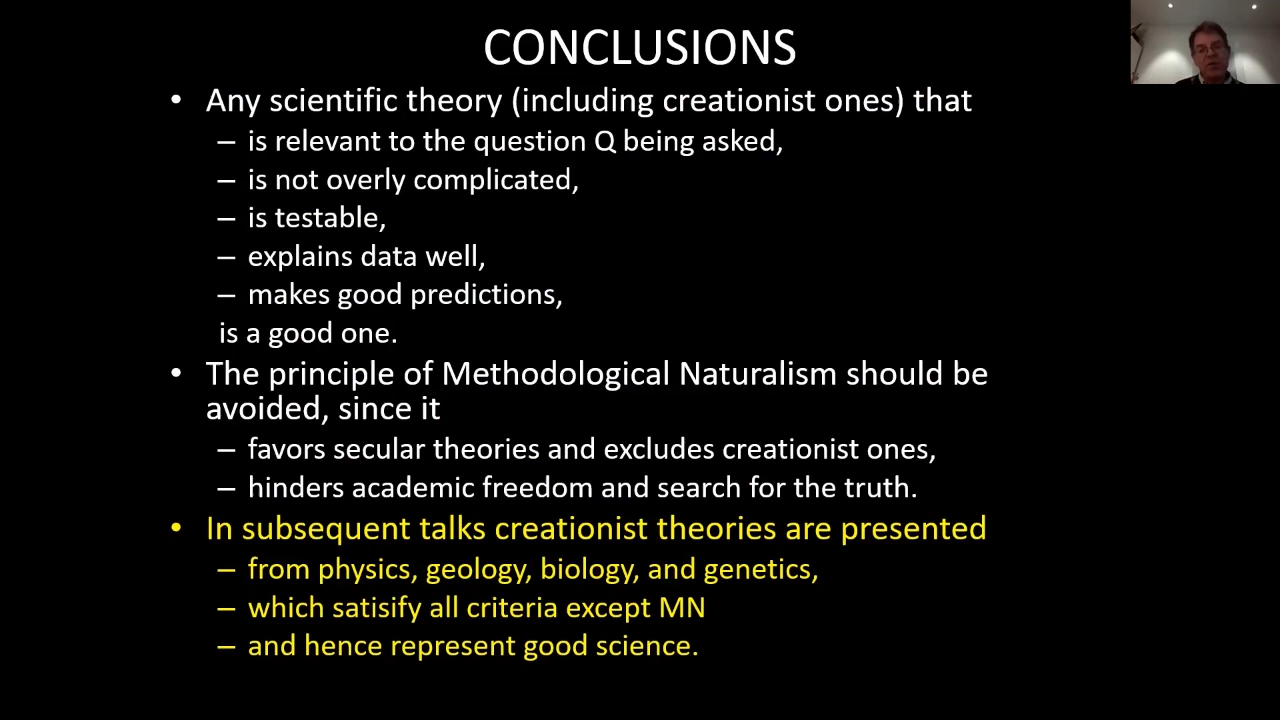 CONCLUSIONS
• Any scientific theory (including creationist ones) that
– is relevant to the question Q being asked,
– is not overly complicated,
– is testable,
– explains data well,
– makes good predictions,
is a good one.
• The principle of Methodological Naturalism should be
avoided, since it
– favors secular theories and excludes creationist ones,
– hinders academic freedom and search for the truth.
• In subsequent talks creationist theories are presented
– from physics, geology, biology, and genetics,
– which satisify all criteria except MN
– and hence represent good science.